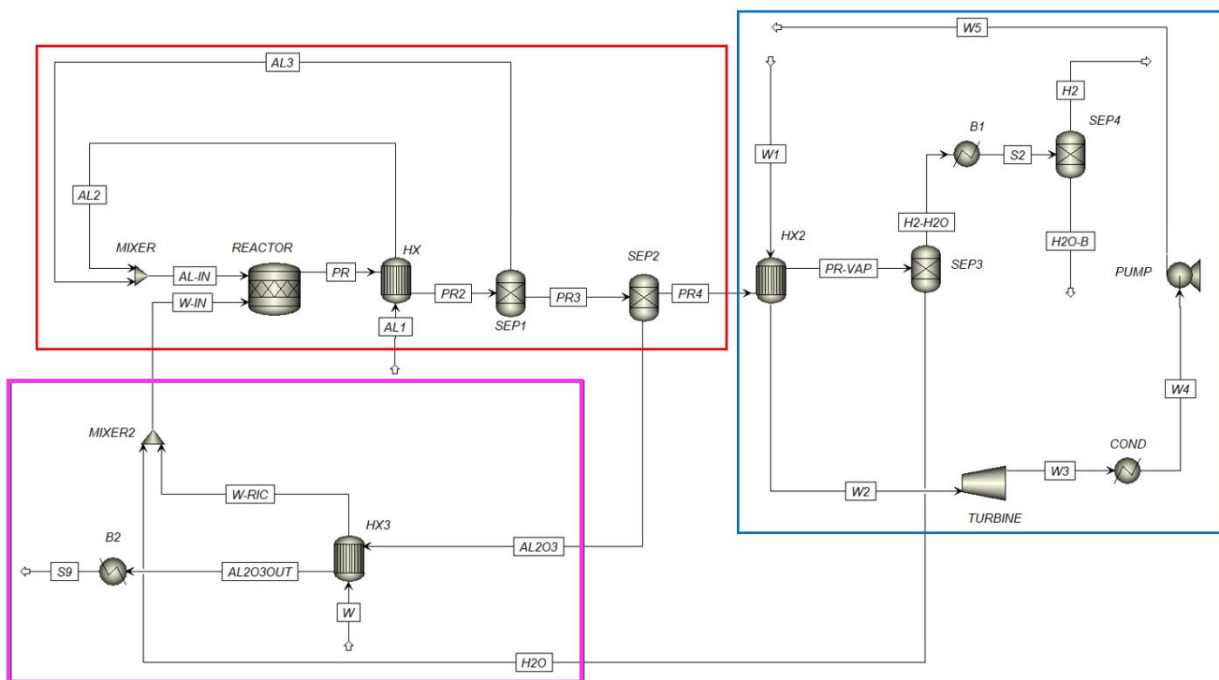 W5
AL3
H2
SEP4
B1
S2
W1
AL2
H2-H2O
H2O-B
HX2
MIXER
REACTOR
HX
SEP2
PR-VAP
SEP3
PUMP
AL-IN
PR
W-IN
PR2
PR3
PR4
SEP1
AL1
W4
MIXER2
COND
W3
W-RIC
W2
TURBINE
HX3
B2
AL2O3
S9
AL2O3OUT
W
H2O